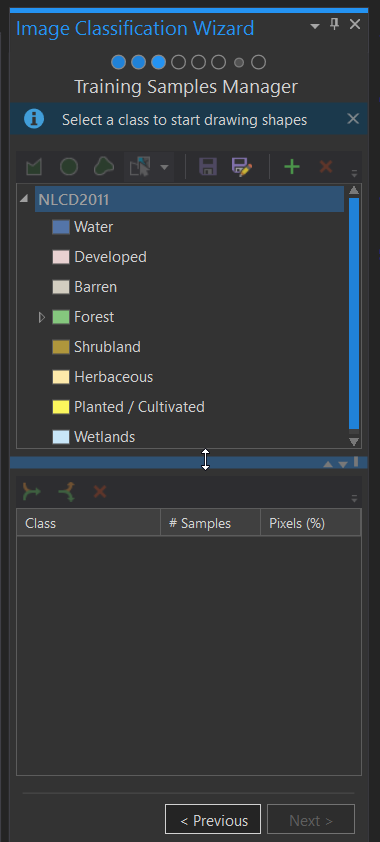 Image Classification Wizard
Training Samples Manager
Select a class to start drawing shapes
NLCD2011
Water
Developed
Barren
Forest
Shrubland
Herbaceous
Planted / Cultivated
Wetlands
Class # Samples Pixels (%)
< Previous Next >